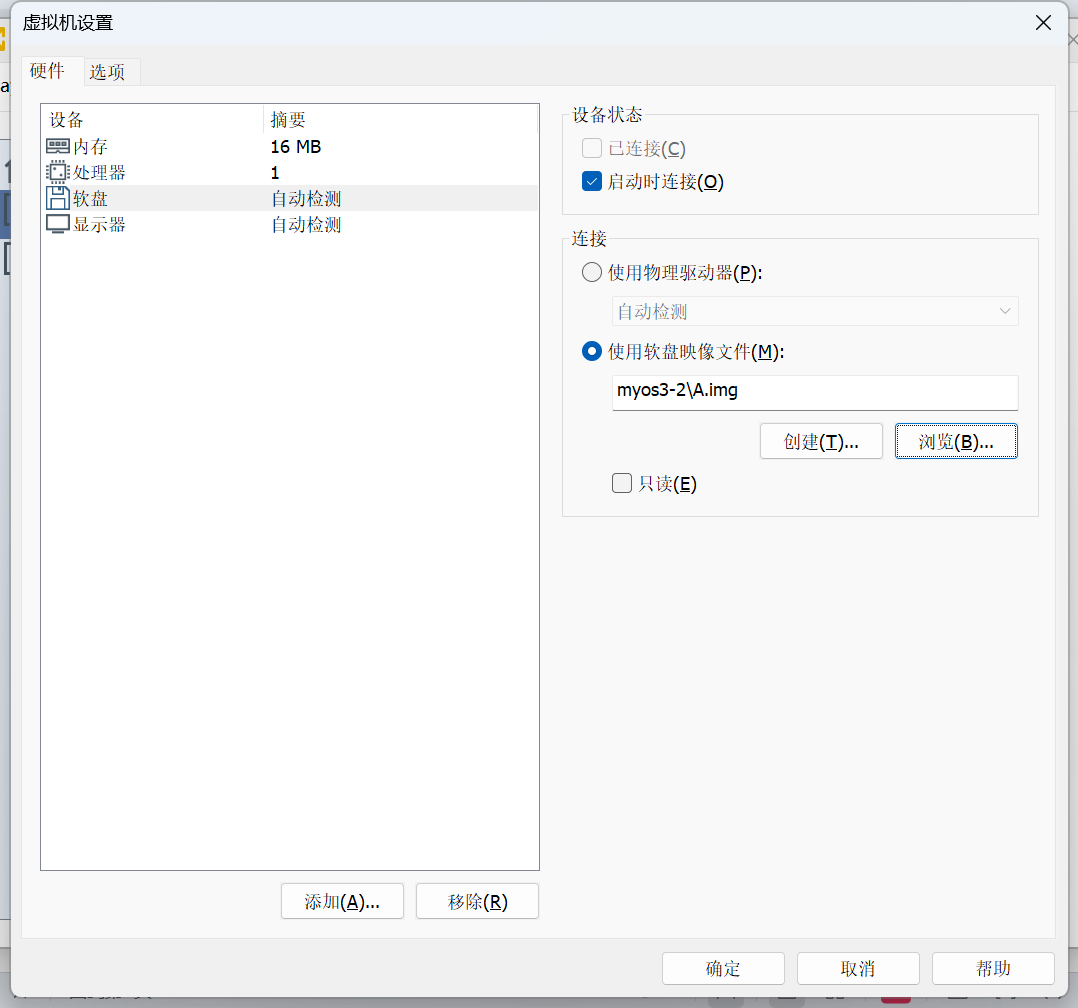 虚拟机设置
硬件 选项
设备 摘要
内存 16 MB
处理器 1
软盘 自动检测
显示器 自动检测
添加(A)... 移除(R)
设备状态
已连接(C)
启动时连接(O)
连接
使用物理驱动器(P):
自动检测
使用软盘映像文件(M):
myos3-2\A.img
创建(T)... 浏览(B)...
只读(E)
确定 取消 帮助